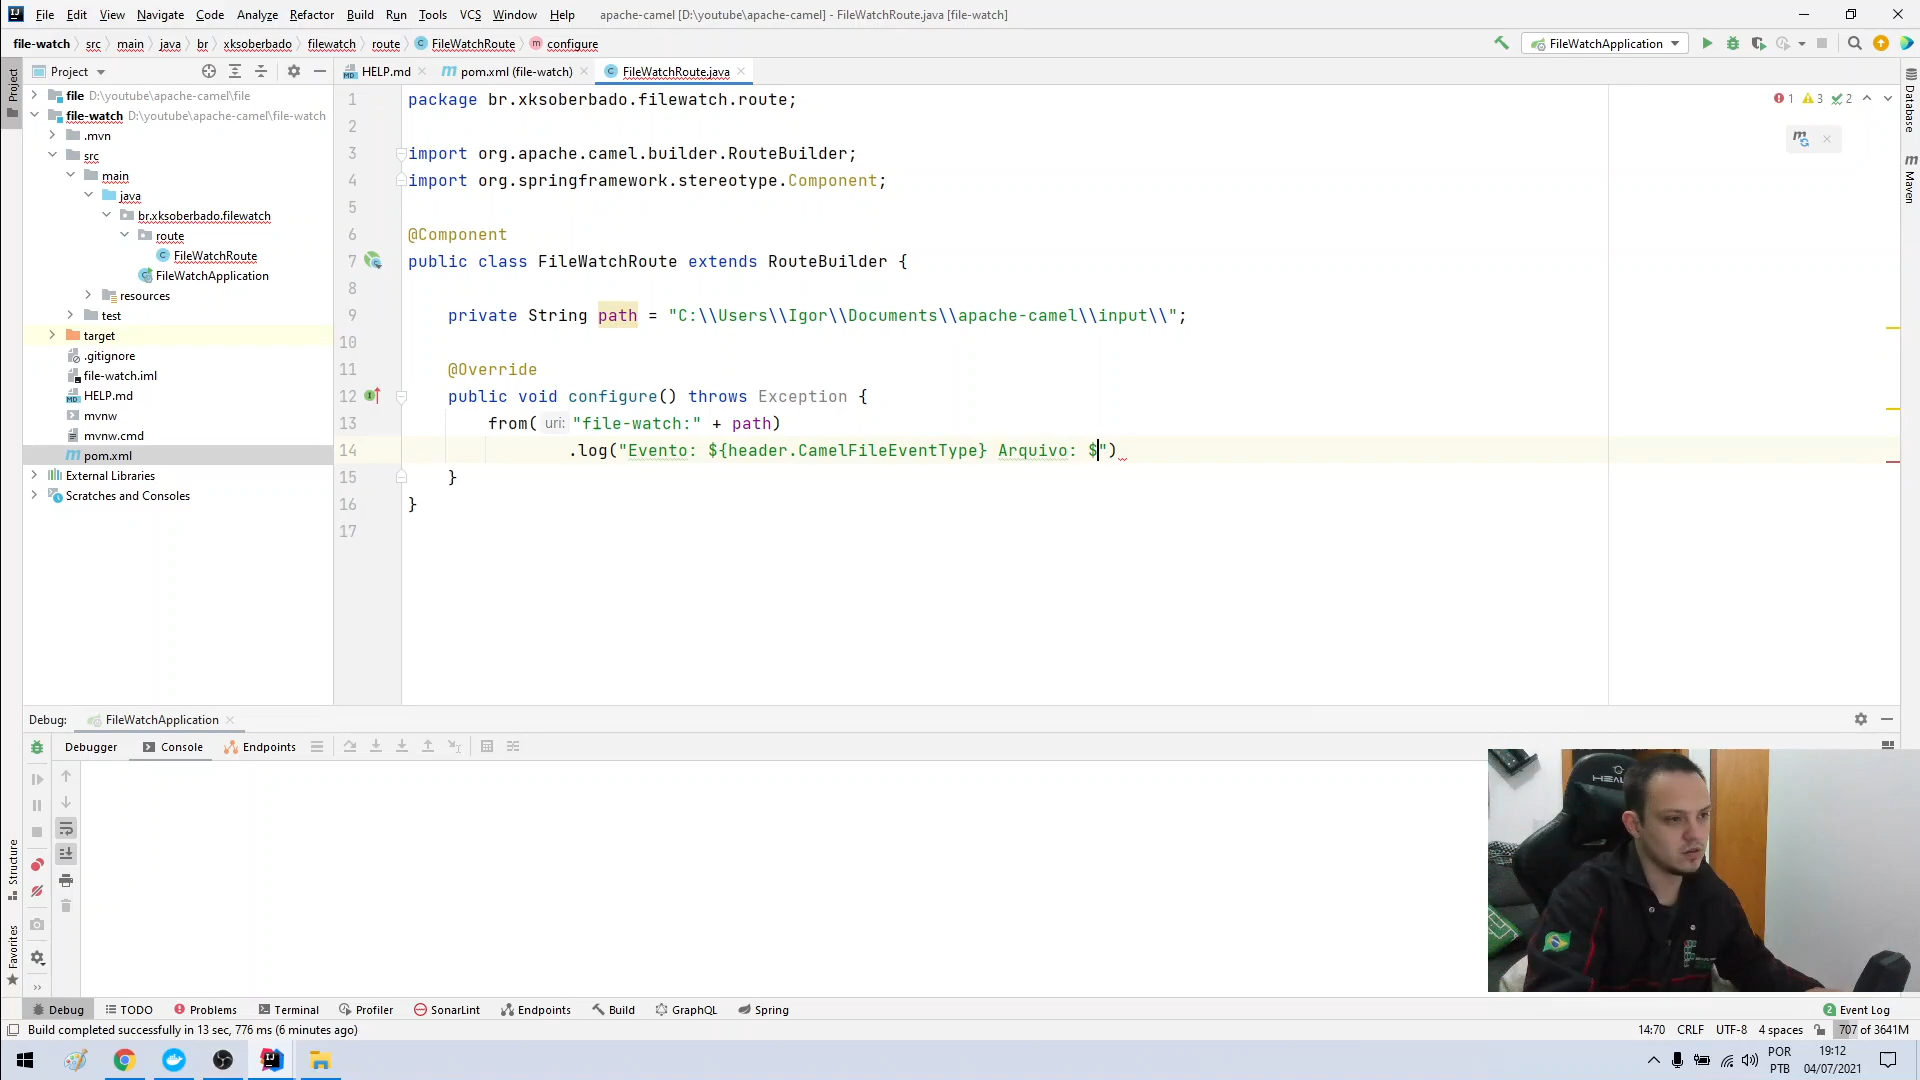 File Edit View Navigate Code Analyze Refactor Build Run Tools VCS Window Help apache-camel [D:\youtube\apache-camel] - FileWatchRoute.java [file-watch]
file-watch src main java br xksoberbado filewatch route FileWatchRoute configure FileWatchApplication
Project HELP.md pom.xml (file-watch) FileWatchRoute.java
file D:\youtube\apache-camel\file
file-watch D:\youtube\apache-camel\file-watch
.mvn
src
main
java
br.xksoberbado.filewatch
route
FileWatchRoute
FileWatchApplication
resources
test
target
.gitignore
file-watch.iml
HELP.md
mvnw
mvnw.cmd
pom.xml
External Libraries
Scratches and Consoles
1 package br.xksoberbado.filewatch.route;
2
3 import org.apache.camel.builder.RouteBuilder;
4 import org.springframework.stereotype.Component;
5
6 @Component
7 public class FileWatchRoute extends RouteBuilder {
8
9 private String path = "C:\\Users\\Igor\\Documents\\apache-camel\\input\\";
10
11 @Override
12 public void configure() throws Exception {
13 from( uri: "file-watch:" + path)
14 .log("Evento: ${header.CamelFileEventType} Arquivo: $")
15 }
16 }
17
1 3 2
Project
Structure
Favorites
Database
Maven
Debug: FileWatchApplication
Debugger Console Endpoints
Debug TODO Problems Terminal Profiler SonarLint Endpoints Build GraphQL Spring 2 Event Log
Build completed successfully in 13 sec, 776 ms (6 minutes ago) 14:70 CRLF UTF-8 4 spaces 707 of 3641M
POR
PTB
19:12
04/07/2021